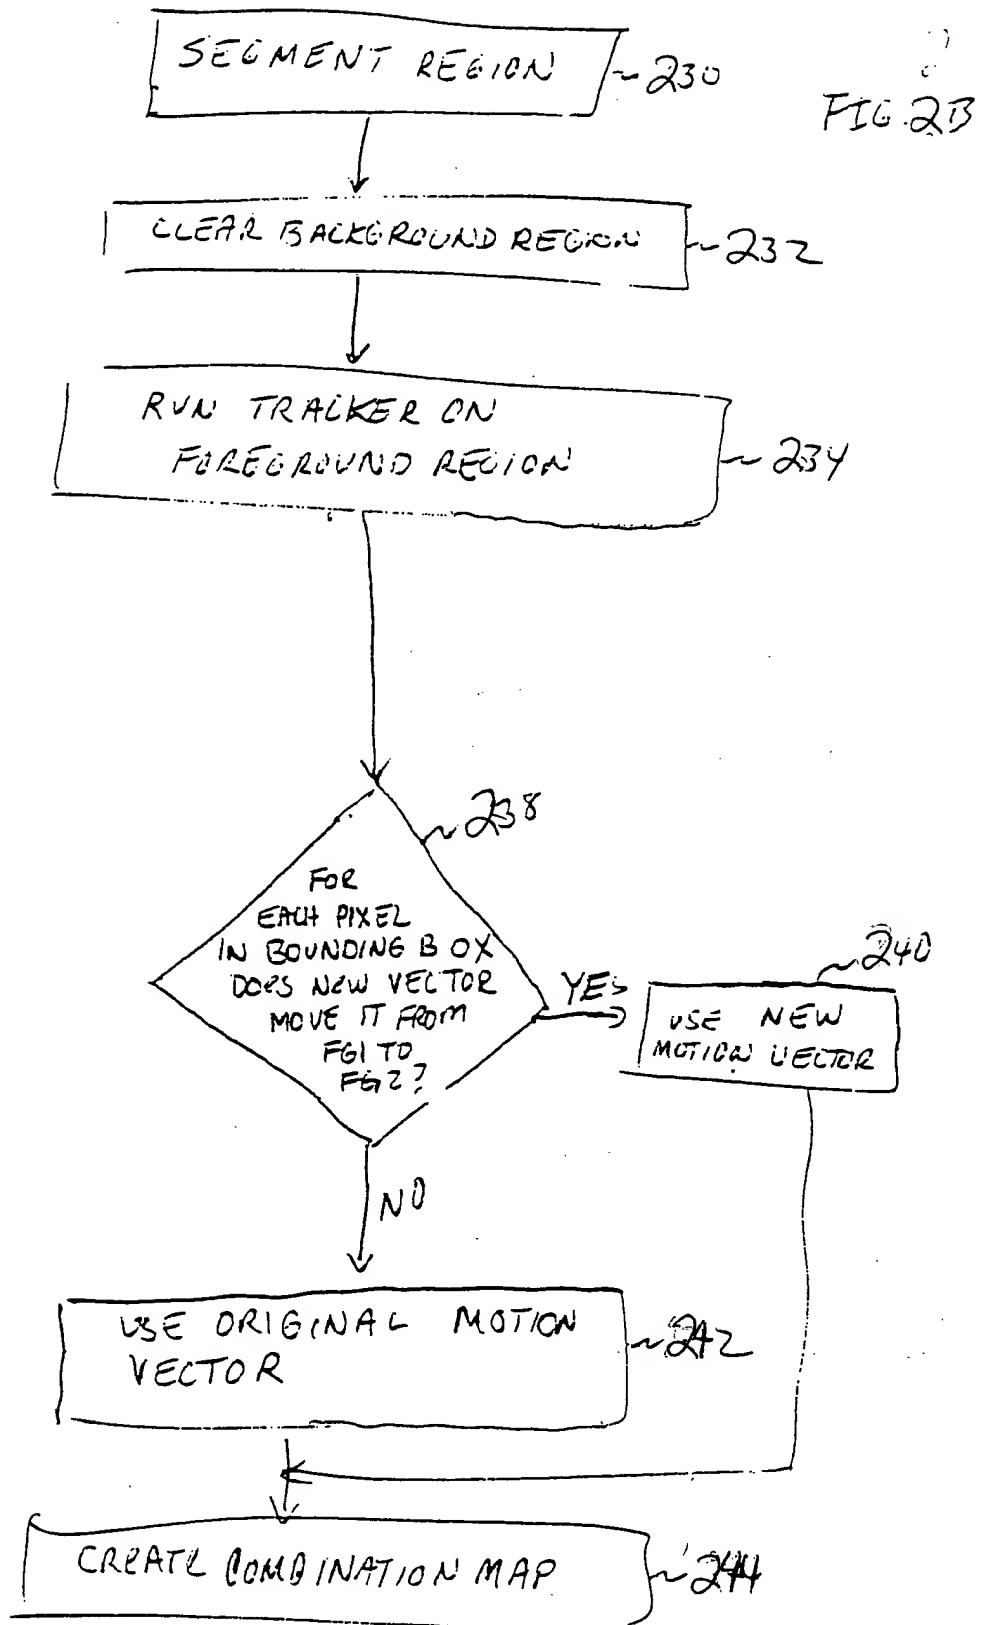 SEGMENT REGION
~230
FIG. 2B
CLEAR BACKGROUND REGION
~232
RUN TRACKER ON
FOREGROUND REGION
~234
~238
FOR
EACH PIXEL
IN BOUNDING BOX
DOES NEW VECTOR
MOVE IT FROM
FG1 TO
FG2?
YES
~240
USE NEW
MOTION VECTOR
NO
USE ORIGINAL MOTION
VECTOR
~242
CREATE COMBINATION MAP
~244